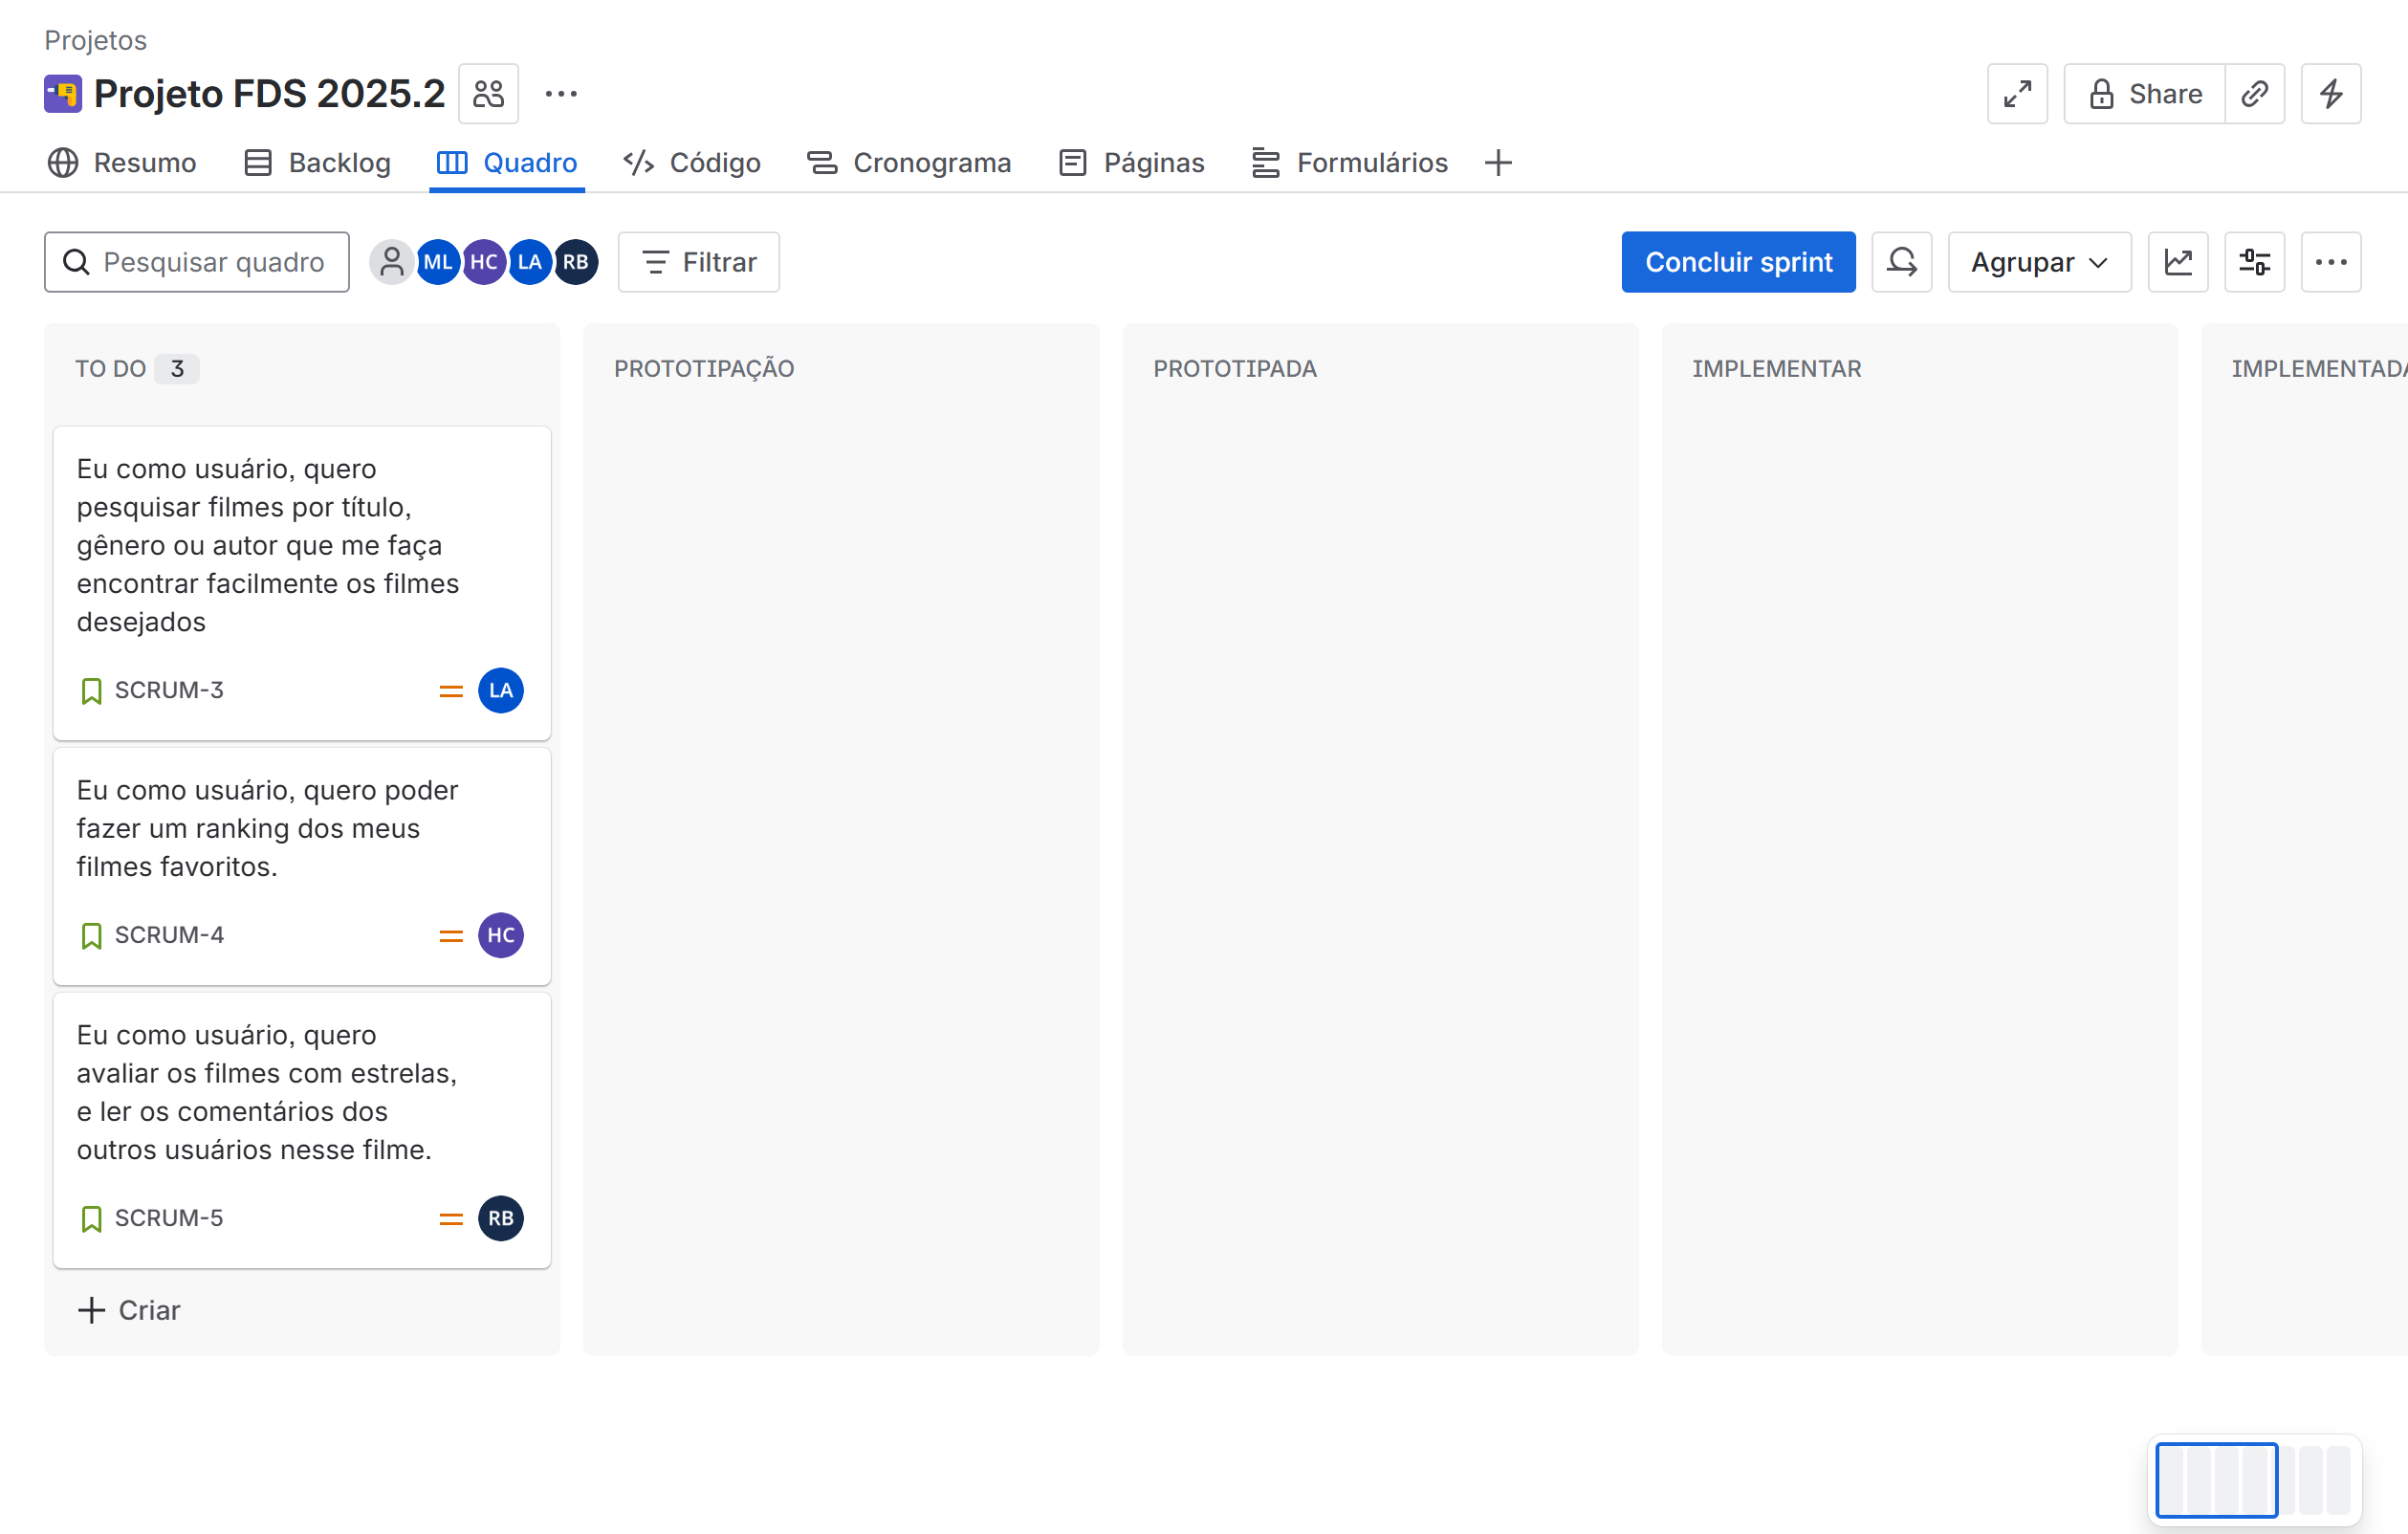 Projetos
Projeto FDS 2025.2
Share
Resumo
Backlog
Quadro
Código
Cronograma
Páginas
Formulários
Pesquisar quadro
ML
HC
LA
RB
Filtrar
Concluir sprint
Agrupar
TO DO 3
PROTOTIPAÇÃO
PROTOTIPADA
IMPLEMENTAR
IMPLEMENTADA
Eu como usuário, quero
pesquisar filmes por título,
gênero ou autor que me faça
encontrar facilmente os filmes
desejados
SCRUM-3
LA
Eu como usuário, quero poder
fazer um ranking dos meus
filmes favoritos.
SCRUM-4
HC
Eu como usuário, quero
avaliar os filmes com estrelas,
e ler os comentários dos
outros usuários nesse filme.
SCRUM-5
RB
Criar